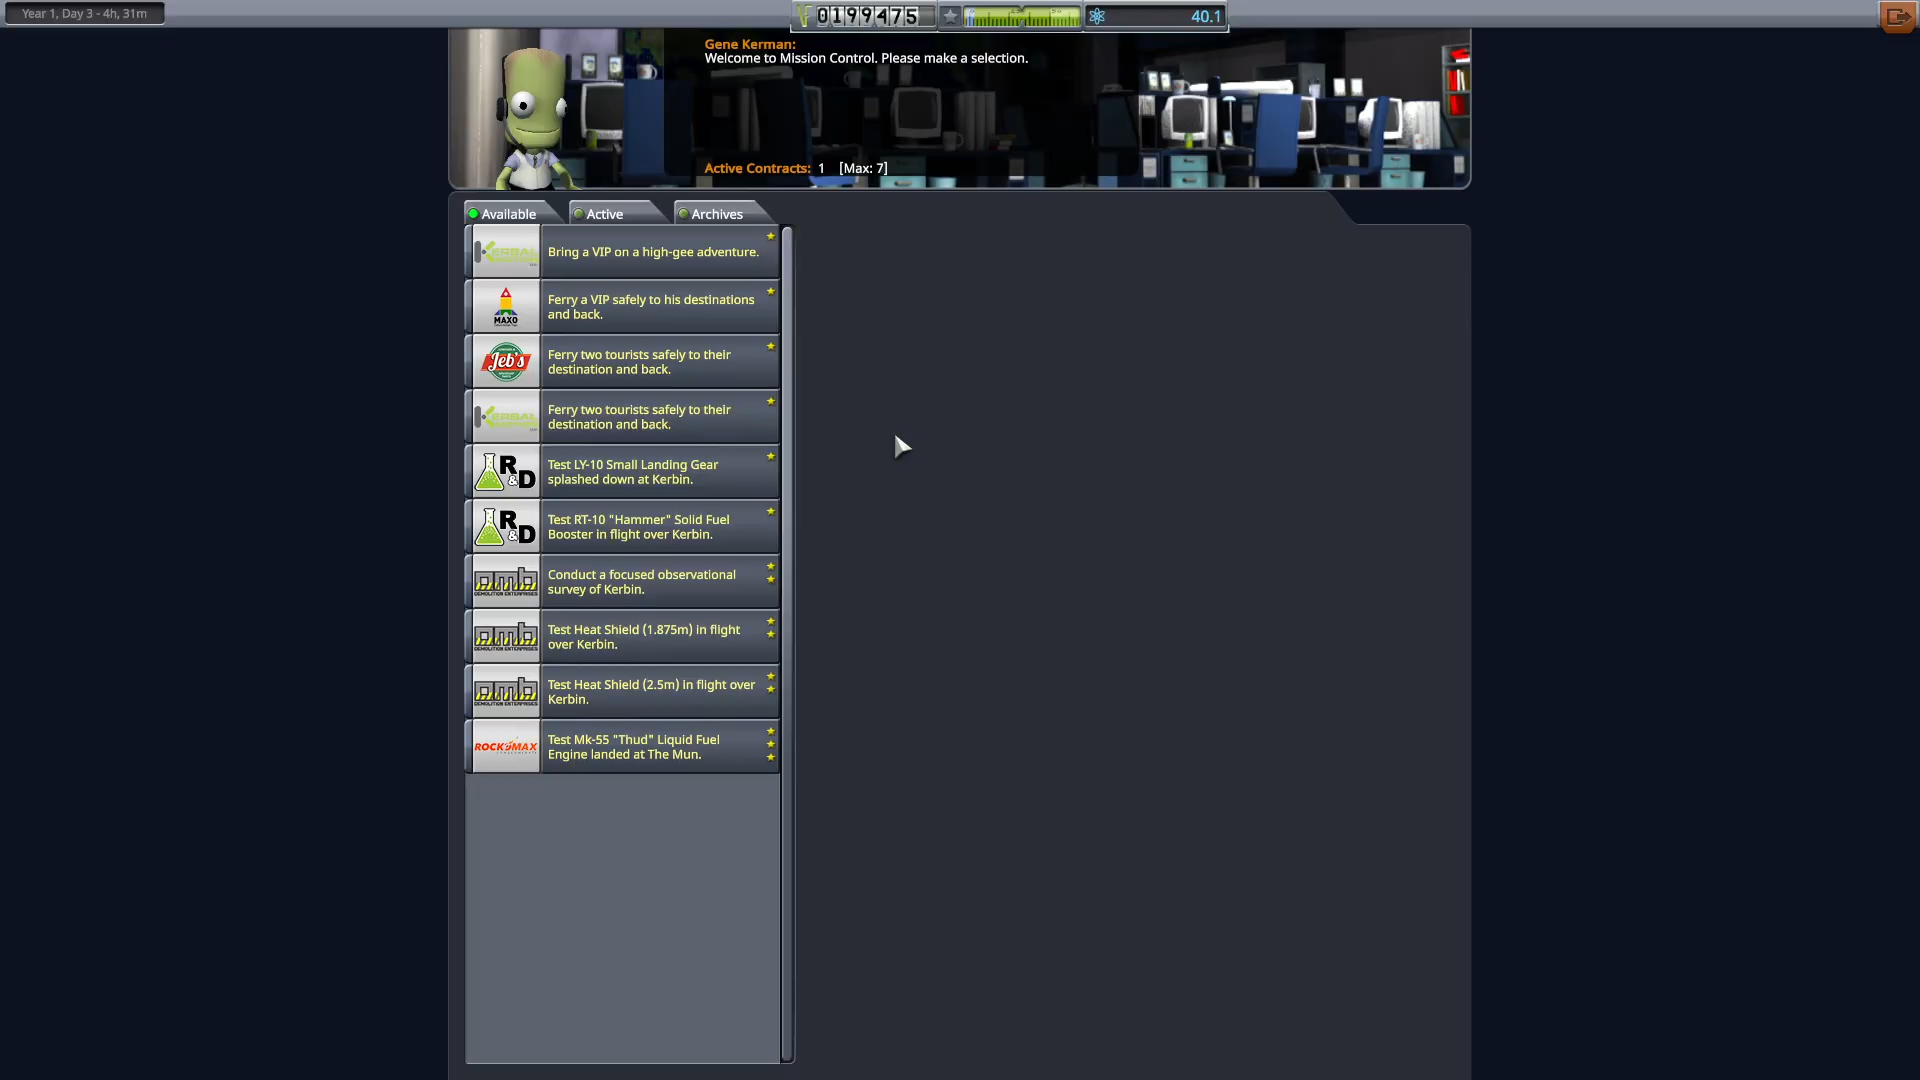 Year 1, Day 3 - 4h, 31m
0199475
40.1
Gene Kerman:
Welcome to Mission Control. Please make a selection.
Active Contracts: 1 [Max: 7]
Available
Active
Archives
Bring a VIP on a high-gee adventure.
MAXO
Ferry a VIP safely to his destinations
and back.
Jeb's
Ferry two tourists safely to their
destination and back.
Ferry two tourists safely to their
destination and back.
R&D
Test LY-10 Small Landing Gear
splashed down at Kerbin.
R&D
Test RT-10 "Hammer" Solid Fuel
Booster in flight over Kerbin.
DEMOLITION ENTERPRISES
Conduct a focused observational
survey of Kerbin.
DEMOLITION ENTERPRISES
Test Heat Shield (1.875m) in flight
over Kerbin.
DEMOLITION ENTERPRISES
Test Heat Shield (2.5m) in flight over
Kerbin.
ROCKOMAX
Test Mk-55 "Thud" Liquid Fuel
Engine landed at The Mun.